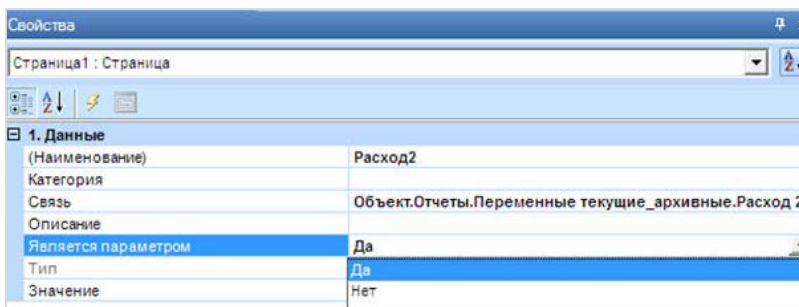 Свойства
Страница1 : Страница
1. Данные
(Наименование) Расход2
Категория
Связь Объект.Отчеты.Переменные текущие_архивные.Расход 2
Описание
Является параметром Да
Тип Да
Значение Нет